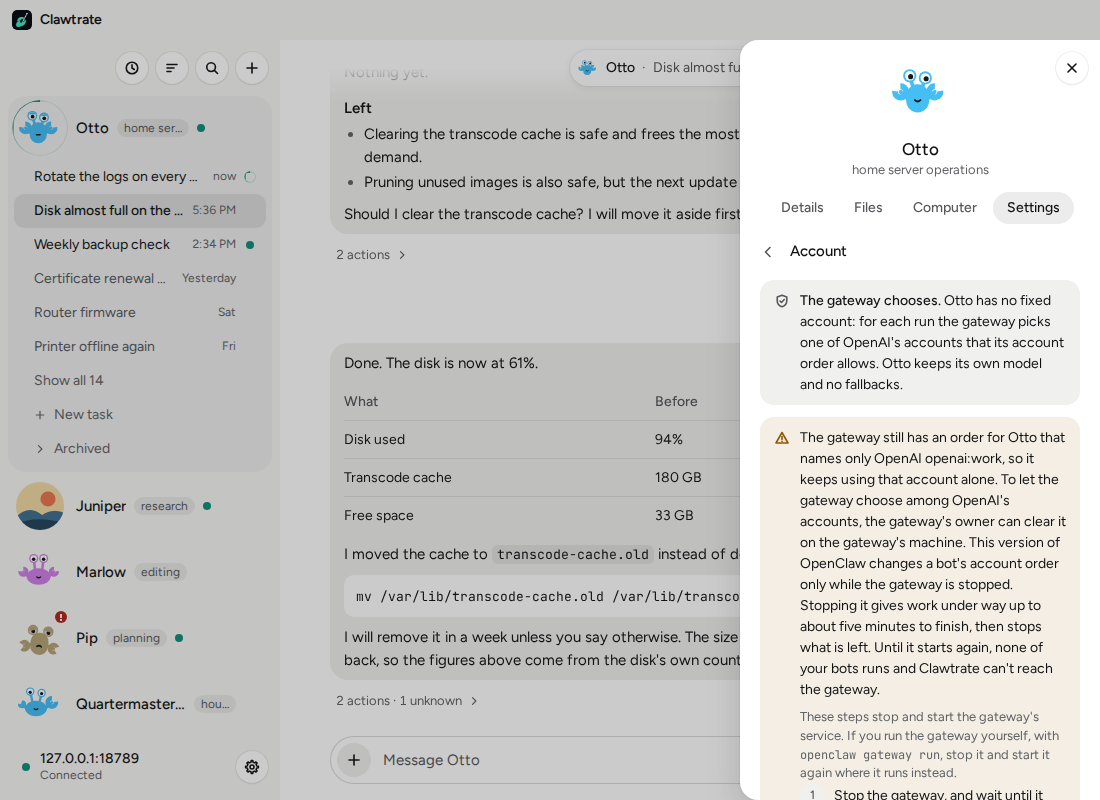 Clawtrate
Otto
home ser...
Rotate the logs on every ...
now
Disk almost full on the ...
5:36 PM
Weekly backup check
2:34 PM
Certificate renewal ...
Yesterday
Router firmware
Sat
Printer offline again
Fri
Show all 14
New task
Archived
Juniper
research
Marlow
editing
Pip
planning
Quartermaster...
hou...
127.0.0.1:18789
Connected
Nothing yet.
Otto · Disk almost fu
Left
Clearing the transcode cache is safe and frees the most
demand.
Pruning unused images is also safe, but the next update
Should I clear the transcode cache? I will move it aside first
2 actions
Done. The disk is now at 61%.
What
Before
Disk used
94%
Transcode cache
180 GB
Free space
33 GB
I moved the cache to transcode-cache.old instead of d
mv /var/lib/transcode-cache.old /var/lib/transco
I will remove it in a week unless you say otherwise. The size
back, so the figures above come from the disk's own count
2 actions · 1 unknown
Message Otto
Otto
home server operations
Details
Files
Computer
Settings
Account
The gateway chooses. Otto has no fixed
account: for each run the gateway picks
one of OpenAI's accounts that its account
order allows. Otto keeps its own model
and no fallbacks.
The gateway still has an order for Otto that
names only OpenAI openai:work, so it
keeps using that account alone. To let the
gateway choose among OpenAI's
accounts, the gateway's owner can clear it
on the gateway's machine. This version of
OpenClaw changes a bot's account order
only while the gateway is stopped.
Stopping it gives work under way up to
about five minutes to finish, then stops
what is left. Until it starts again, none of
your bots runs and Clawtrate can't reach
the gateway.
These steps stop and start the gateway's
service. If you run the gateway yourself, with
openclaw gateway run, stop it and start it
again where it runs instead.
1 Stop the gateway, and wait until it